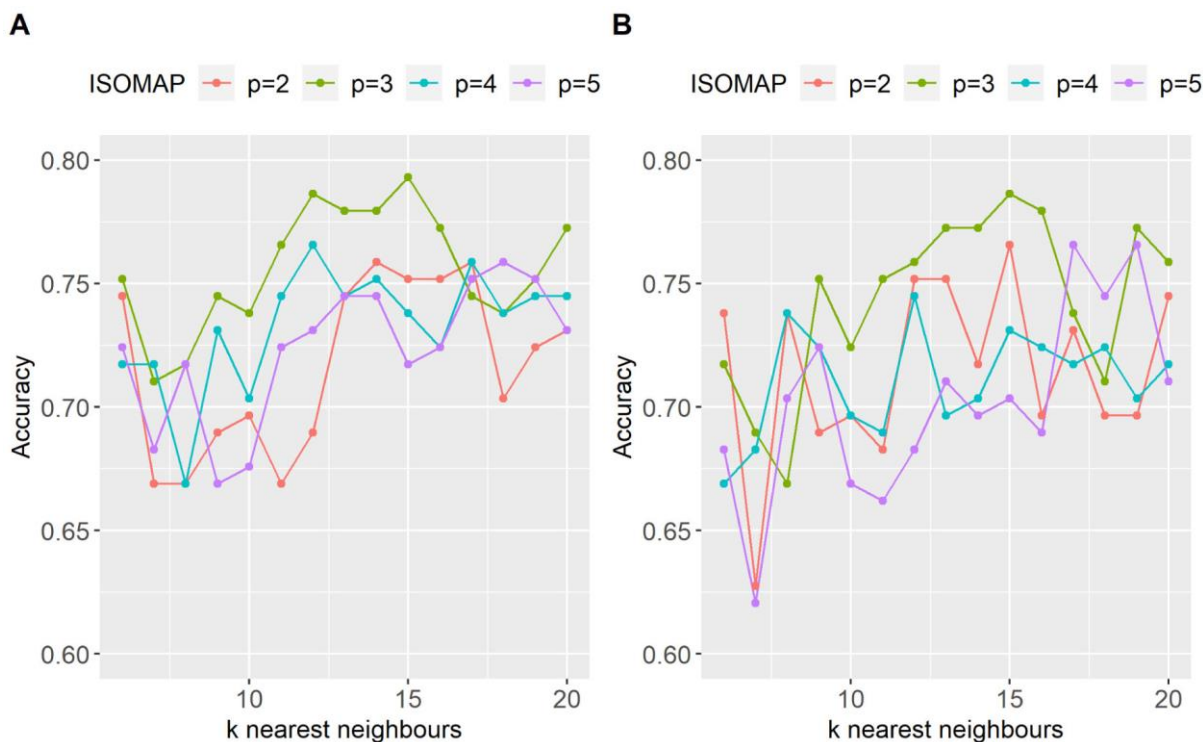 A
ISOMAP p=2 p=3 p=4 p=5
0.80
0.75
0.70
0.65
0.60
Accuracy
10 15 20
k nearest neighbours
B
ISOMAP p=2 p=3 p=4 p=5
0.80
0.75
0.70
0.65
0.60
Accuracy
10 15 20
k nearest neighbours